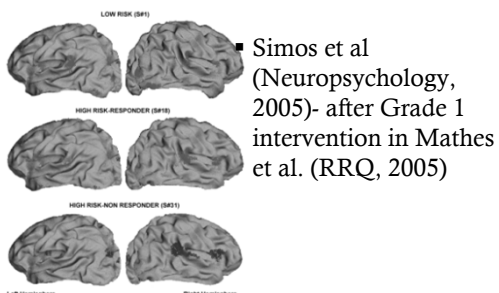 LOW RISK (S#1)
HIGH RISK-RESPONDER (S#18)
HIGH RISK-NON RESPONDER (S#31)
▪ Simos et al
(Neuropsychology,
2005)- after Grade 1
intervention in Mathes
et al. (RRQ, 2005)